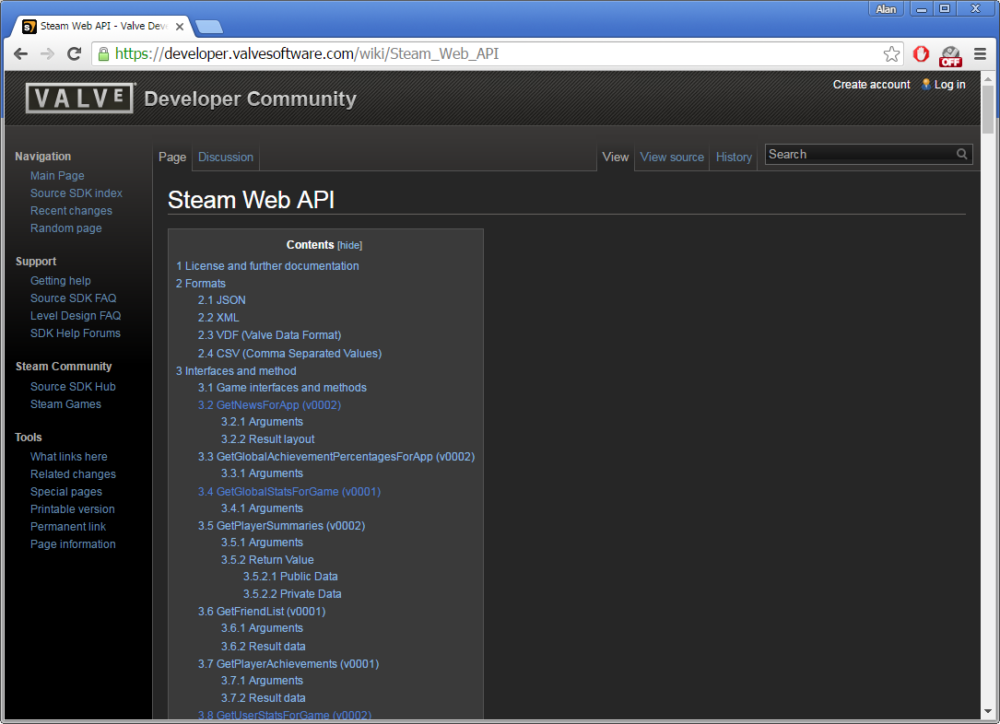 Alan
Steam Web API - Valve Dev
https://developer.valvesoftware.com/wiki/Steam_Web_API
OFF
VALVE Developer Community
Create account Log in
Navigation
Main Page
Source SDK index
Recent changes
Random page
Support
Getting help
Source SDK FAQ
Level Design FAQ
SDK Help Forums
Steam Community
Source SDK Hub
Steam Games
Tools
What links here
Related changes
Special pages
Printable version
Permanent link
Page information
Page Discussion View View source History Search
Steam Web API
Contents [hide]
1 License and further documentation
2 Formats
2.1 JSON
2.2 XML
2.3 VDF (Valve Data Format)
2.4 CSV (Comma Separated Values)
3 Interfaces and method
3.1 Game interfaces and methods
3.2 GetNewsForApp (v0002)
3.2.1 Arguments
3.2.2 Result layout
3.3 GetGlobalAchievementPercentagesForApp (v0002)
3.3.1 Arguments
3.4 GetGlobalStatsForGame (v0001)
3.4.1 Arguments
3.5 GetPlayerSummaries (v0002)
3.5.1 Arguments
3.5.2 Return Value
3.5.2.1 Public Data
3.5.2.2 Private Data
3.6 GetFriendList (v0001)
3.6.1 Arguments
3.6.2 Result data
3.7 GetPlayerAchievements (v0001)
3.7.1 Arguments
3.7.2 Result data
3.8 GetUserStatsForGame (v0002)